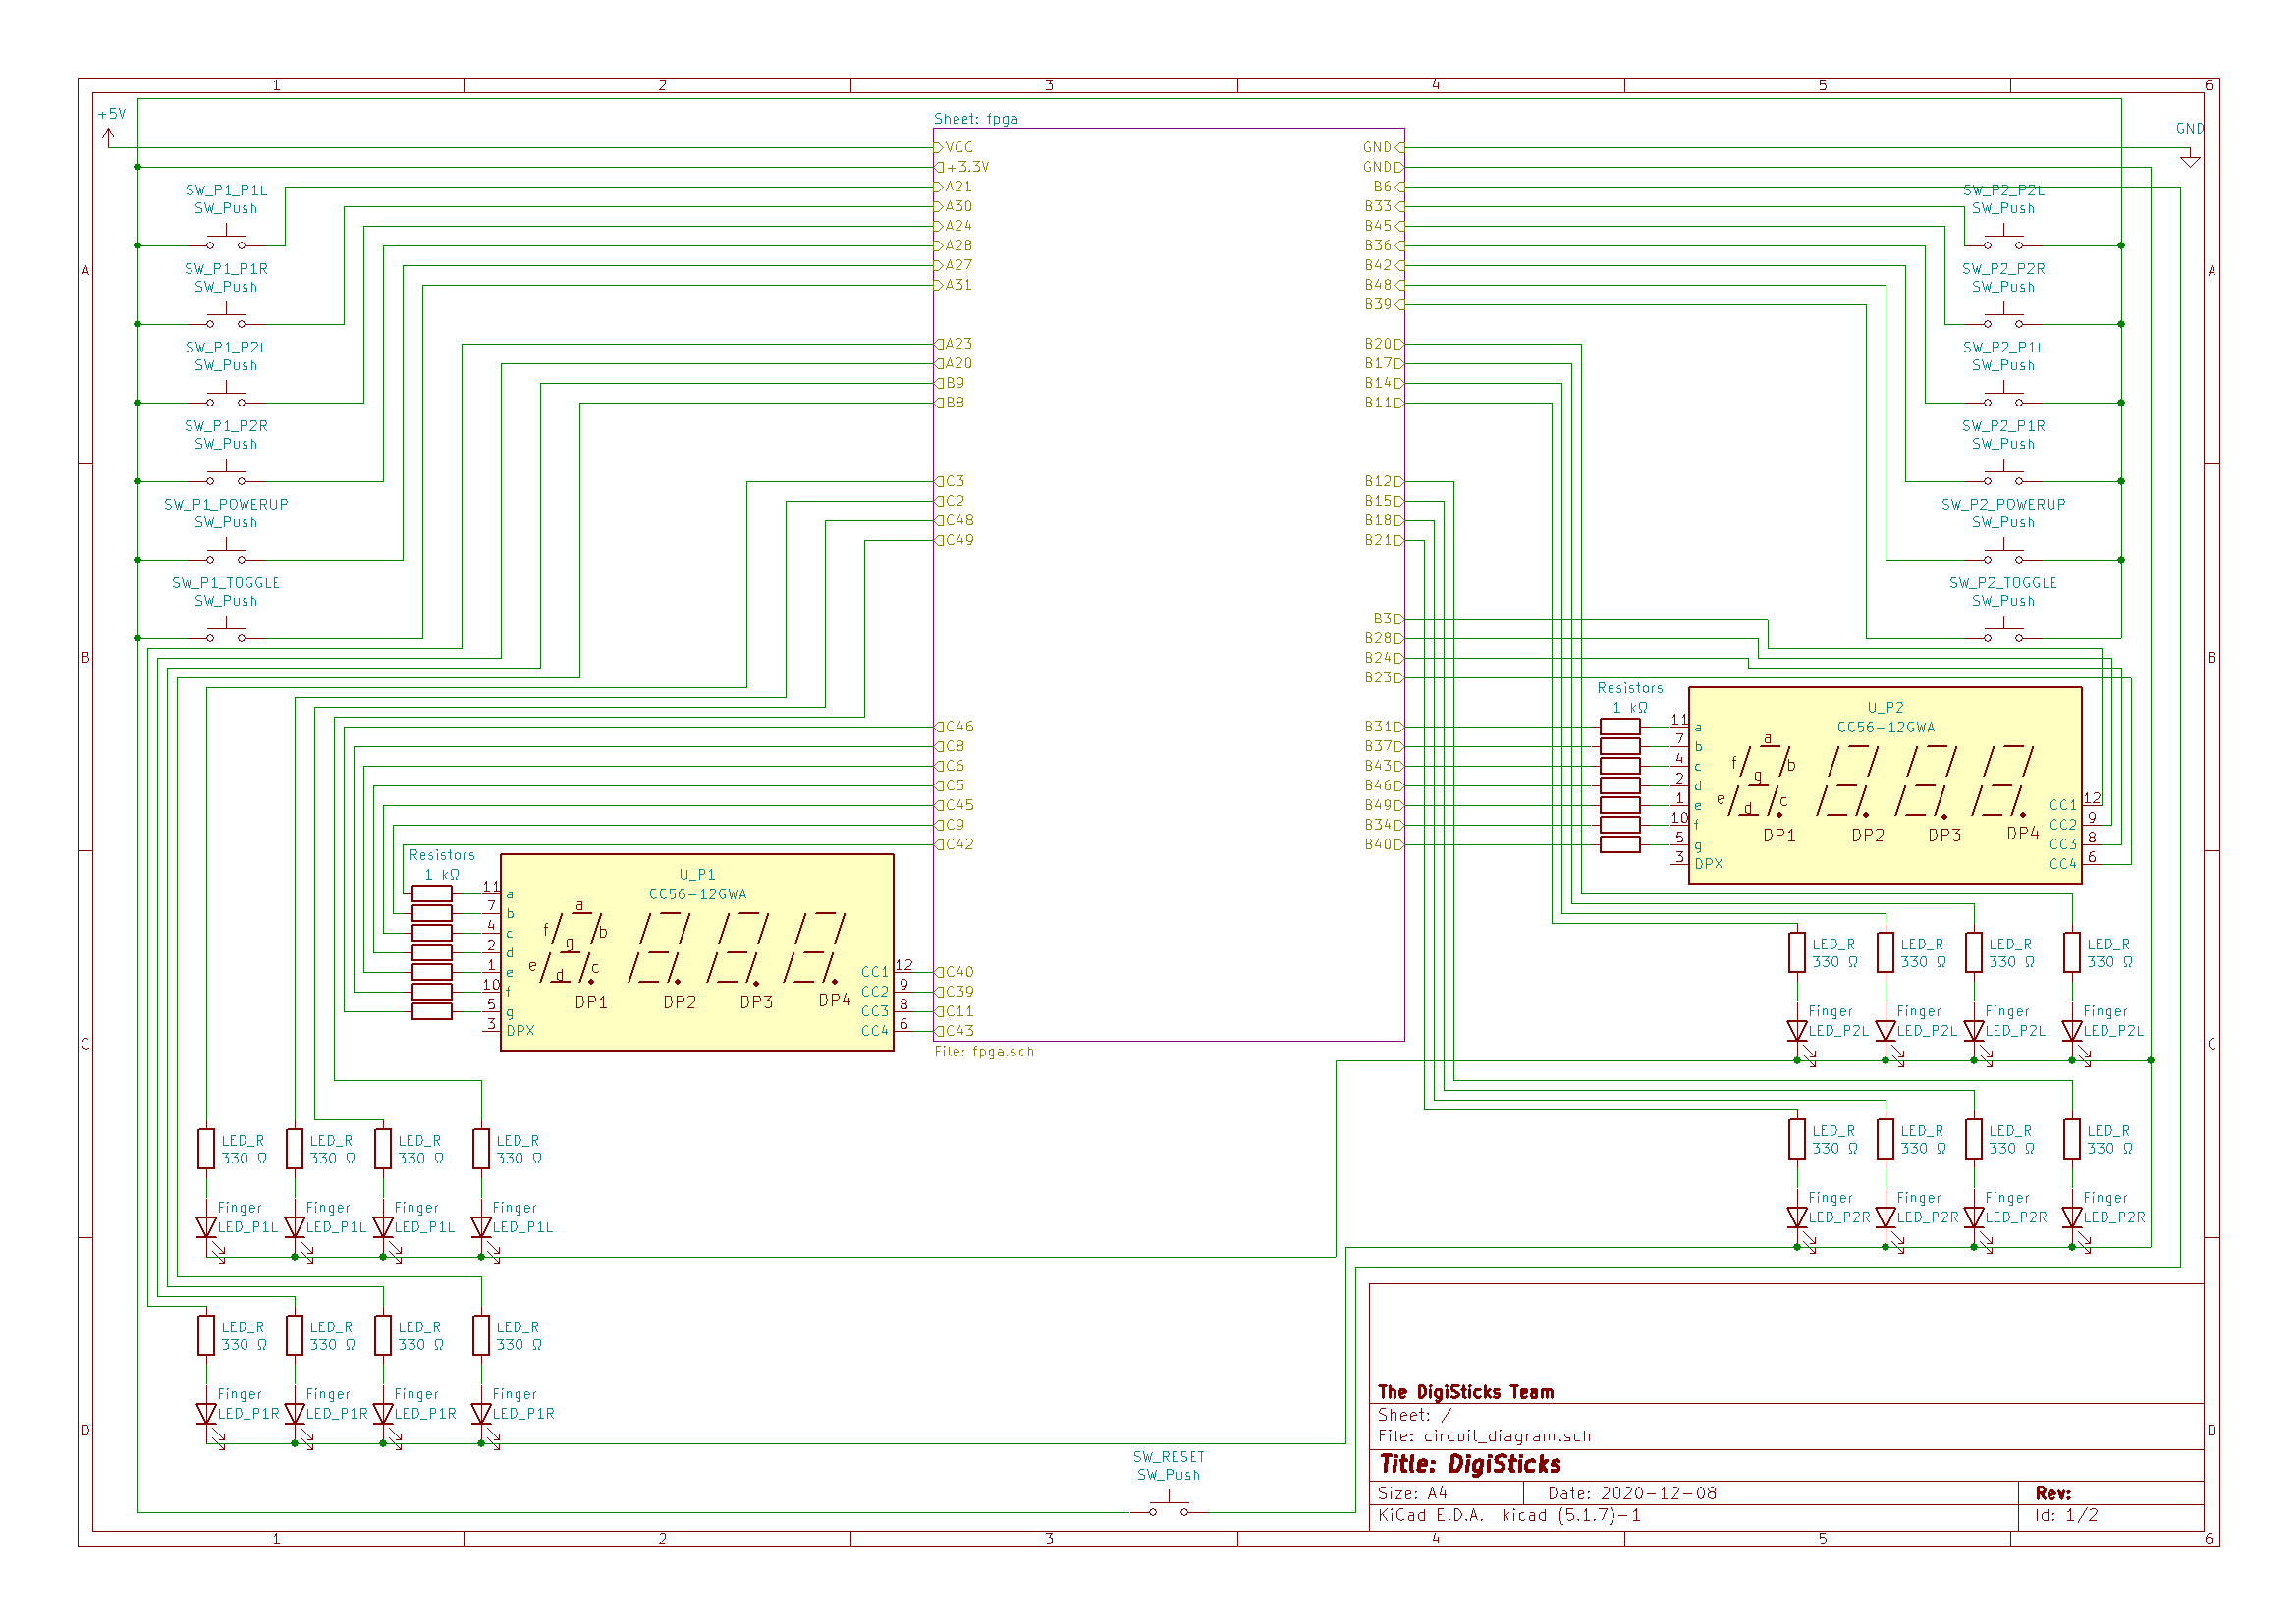 1 2 3 4 5 6
+5V
GND
Sheet: fpga
VCC
+3.3V
A21
A30
A24
A28
A27
A31
A23
A20
B9
B8
C3
C2
C48
C49
C46
C8
C6
C5
C45
C9
C42
C40
C39
C11
C43
File: fpga.sch
GND
GND
B6
B33
B45
B36
B42
B48
B39
B20
B17
B14
B11
B12
B15
B18
B21
B3
B28
B24
B23
B31
B37
B43
B46
B49
B34
B40
A
B
C
D
SW_P1_P1L
SW_Push
SW_P1_P1R
SW_Push
SW_P1_P2L
SW_Push
SW_P1_P2R
SW_Push
SW_P1_POWERUP
SW_Push
SW_P1_TOGGLE
SW_Push
SW_P2_P2L
SW_Push
SW_P2_P2R
SW_Push
SW_P2_P1L
SW_Push
SW_P2_P1R
SW_Push
SW_P2_POWERUP
SW_Push
SW_P2_TOGGLE
SW_Push
A
B
C
D
Resistors
1 kΩ
U_P2
CC56-12GWA
11 a
7 b
4 c
2 d
1 e
10 f
5 g
3 DPX
a
f b
g
e c
d
DP1 DP2 DP3 DP4
CC1 12
CC2 9
CC3 8
CC4 6
Resistors
1 kΩ
U_P1
CC56-12GWA
11 a
7 b
4 c
2 d
1 e
10 f
5 g
3 DPX
a
f b
g
e c
d
DP1 DP2 DP3 DP4
CC1 12
CC2 9
CC3 8
CC4 6
LED_R LED_R LED_R LED_R
330 Ω 330 Ω 330 Ω 330 Ω
Finger Finger Finger Finger
LED_P2L LED_P2L LED_P2L LED_P2L
LED_R LED_R LED_R LED_R
330 Ω 330 Ω 330 Ω 330 Ω
Finger Finger Finger Finger
LED_P2R LED_P2R LED_P2R LED_P2R
LED_R LED_R LED_R LED_R
330 Ω 330 Ω 330 Ω 330 Ω
Finger Finger Finger Finger
LED_P1L LED_P1L LED_P1L LED_P1L
LED_R LED_R LED_R LED_R
330 Ω 330 Ω 330 Ω 330 Ω
Finger Finger Finger Finger
LED_P1R LED_P1R LED_P1R LED_P1R
SW_RESET
SW_Push
The DigiSticks Team
Sheet: /
File: circuit_diagram.sch
Title: DigiSticks
Size: A4 Date: 2020-12-08 Rev:
KiCad E.D.A. kicad (5.1.7)-1 Id: 1/2
1 2 3 4 5 6